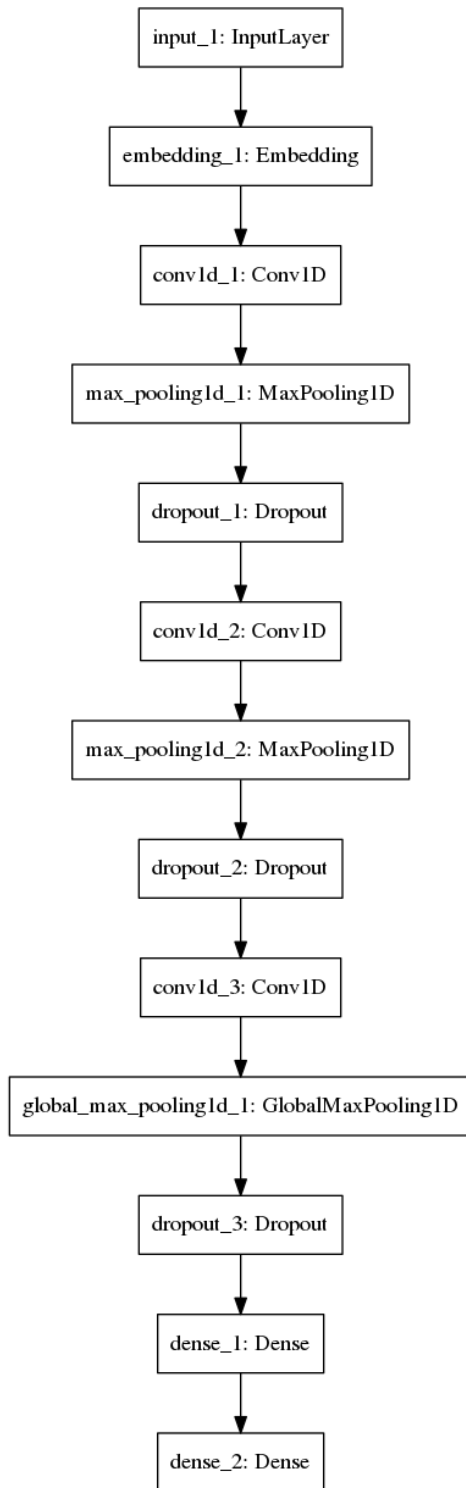 input_1: InputLayer
embedding_1: Embedding
conv1d_1: Conv1D
max_pooling1d_1: MaxPooling1D
dropout_1: Dropout
conv1d_2: Conv1D
max_pooling1d_2: MaxPooling1D
dropout_2: Dropout
conv1d_3: Conv1D
global_max_pooling1d_1: GlobalMaxPooling1D
dropout_3: Dropout
dense_1: Dense
dense_2: Dense